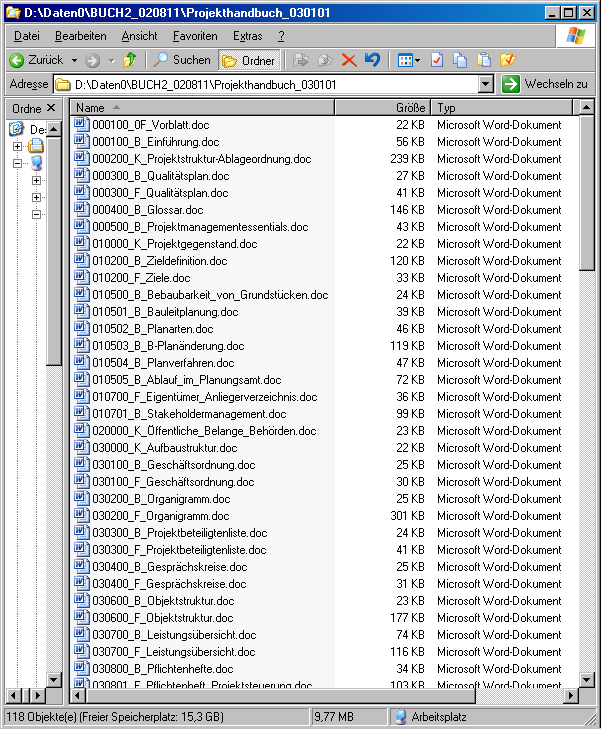 D:\Daten0\BUCH2_020811\Projekthandbuch_030101
Datei Bearbeiten Ansicht Favoriten Extras ?
Zurück Suchen Ordner
Adresse D:\Daten0\BUCH2_020811\Projekthandbuch_030101 Wechseln zu
Ordne Name Größe Typ
000100_0F_Vorblatt.doc 22 KB Microsoft Word-Dokument
000100_B_Einführung.doc 56 KB Microsoft Word-Dokument
000200_K_Projektstruktur-Ablageordnung.doc 239 KB Microsoft Word-Dokument
000300_B_Qualitätsplan.doc 27 KB Microsoft Word-Dokument
000300_F_Qualitätsplan.doc 41 KB Microsoft Word-Dokument
000400_B_Glossar.doc 146 KB Microsoft Word-Dokument
000500_B_Projektmanagementessentials.doc 43 KB Microsoft Word-Dokument
010000_K_Projektgegenstand.doc 22 KB Microsoft Word-Dokument
010200_B_Zieldefinition.doc 120 KB Microsoft Word-Dokument
010200_F_Ziele.doc 33 KB Microsoft Word-Dokument
010500_B_Bebaubarkeit_von_Grundstücken.doc 24 KB Microsoft Word-Dokument
010501_B_Bauleitplanung.doc 39 KB Microsoft Word-Dokument
010502_B_Planarten.doc 46 KB Microsoft Word-Dokument
010503_B_B-Planänderung.doc 119 KB Microsoft Word-Dokument
010504_B_Planverfahren.doc 47 KB Microsoft Word-Dokument
010505_B_Ablauf_im_Planungsamt.doc 72 KB Microsoft Word-Dokument
010700_F_Eigentümer_Anliegerverzeichnis.doc 36 KB Microsoft Word-Dokument
010701_B_Stakeholdermanagement.doc 99 KB Microsoft Word-Dokument
020000_K_Öffentliche_Belange_Behörden.doc 23 KB Microsoft Word-Dokument
030000_K_Aufbaustruktur.doc 22 KB Microsoft Word-Dokument
030100_B_Geschäftsordnung.doc 25 KB Microsoft Word-Dokument
030100_F_Geschäftsordnung.doc 30 KB Microsoft Word-Dokument
030200_B_Organigramm.doc 25 KB Microsoft Word-Dokument
030200_F_Organigramm.doc 301 KB Microsoft Word-Dokument
030300_B_Projektbeteiligtenliste.doc 24 KB Microsoft Word-Dokument
030300_F_Projektbeteiligtenliste.doc 41 KB Microsoft Word-Dokument
030400_B_Gesprächskreise.doc 25 KB Microsoft Word-Dokument
030400_F_Gesprächskreise.doc 31 KB Microsoft Word-Dokument
030600_B_Objektstruktur.doc 23 KB Microsoft Word-Dokument
030600_F_Objektstruktur.doc 177 KB Microsoft Word-Dokument
030700_B_Leistungsübersicht.doc 74 KB Microsoft Word-Dokument
030700_F_Leistungsübersicht.doc 116 KB Microsoft Word-Dokument
030800_B_Pflichtenhefte.doc 34 KB Microsoft Word-Dokument
030801_F_Pflichtenheft_Projektsteuerung.doc 103 KB Microsoft Word-Dokument
118 Objekte(e) (Freier Speicherplatz: 15,3 GB) 9,77 MB Arbeitsplatz